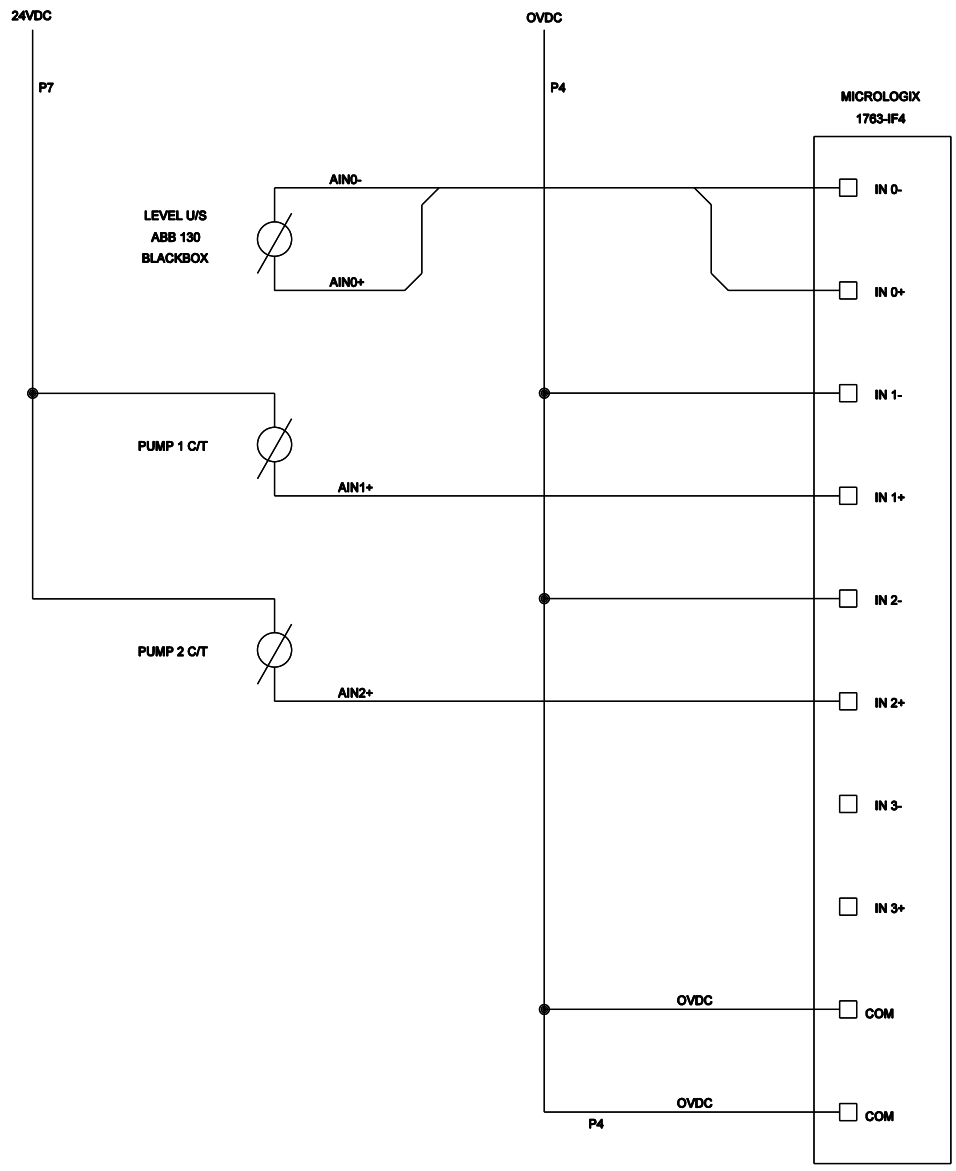 24VDC
OVDC
P7
P4
MICROLOGIX
1763-IF4
AIN0-
IN 0-
LEVEL U/S
ABB 130
BLACKBOX
AIN0+
IN 0+
IN 1-
PUMP 1 C/T
AIN1+
IN 1+
IN 2-
PUMP 2 C/T
AIN2+
IN 2+
IN 3-
IN 3+
OVDC
COM
OVDC
COM
P4